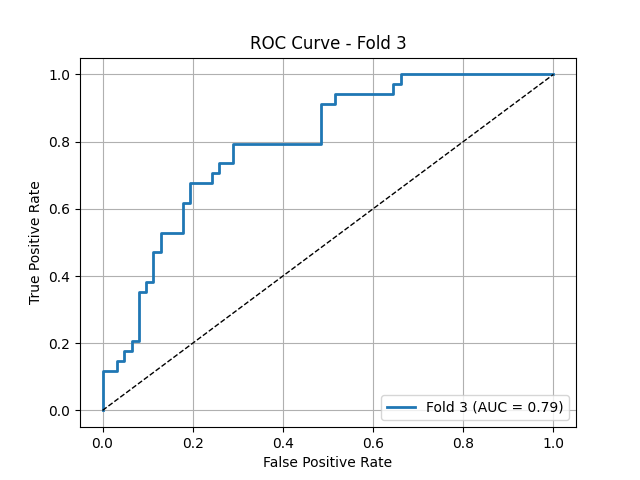 ROC Curve - Fold 3
True Positive Rate
1.0
0.8
0.6
0.4
0.2
0.0
0.0 0.2 0.4 0.6 0.8 1.0
False Positive Rate
Fold 3 (AUC = 0.79)